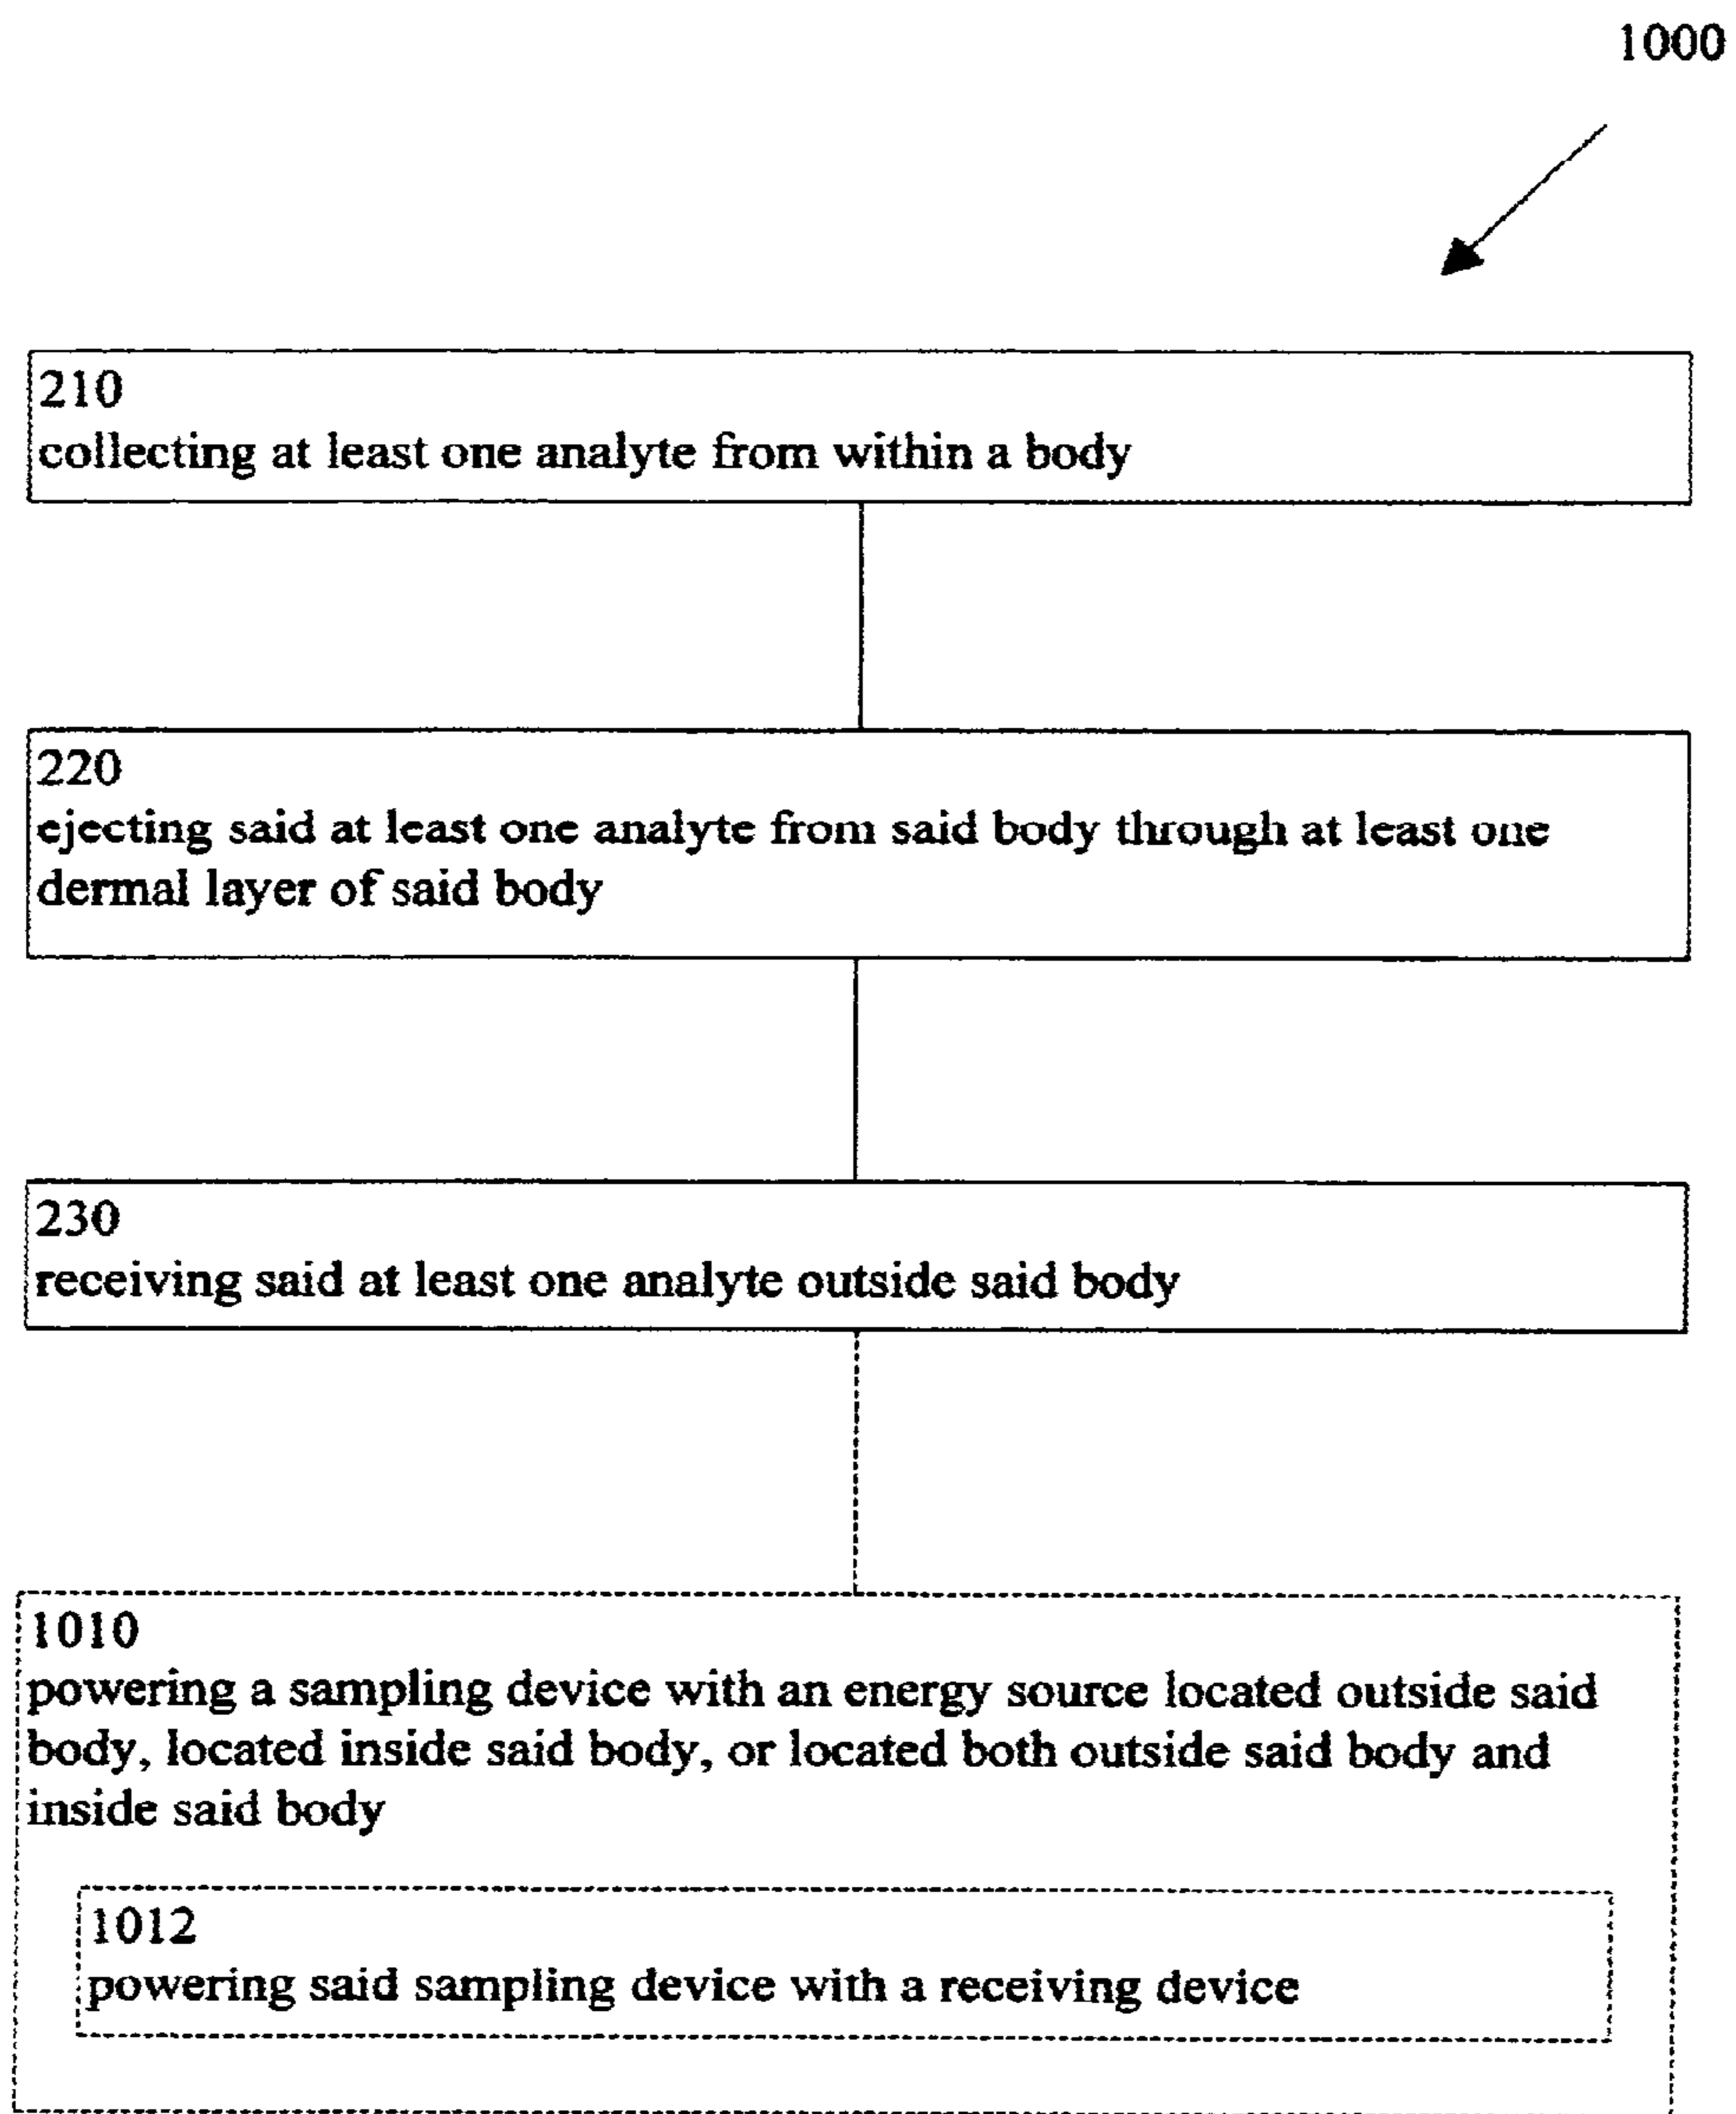 1000
210
collecting at least one analyte from within a body
220
ejecting said at least one analyte from said body through at least one
dermal layer of said body
230
receiving said at least one analyte outside said body
1010
powering a sampling device with an energy source located outside said
body, located inside said body, or located both outside said body and
inside said body
1012
powering said sampling device with a receiving device